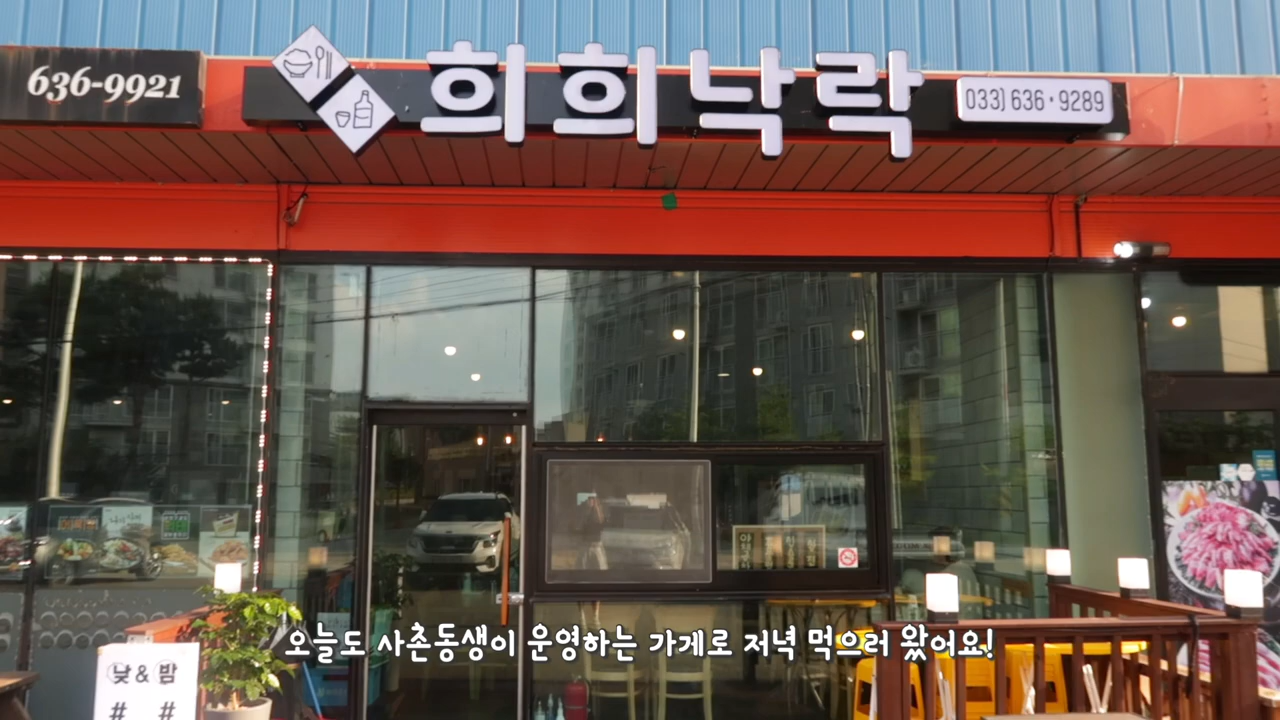 636-9921
희희낙락
033) 636·9289
낮&밤
# #
오늘도 사촌동생이 운영하는 가게로 저녁 먹으러 왔어요!